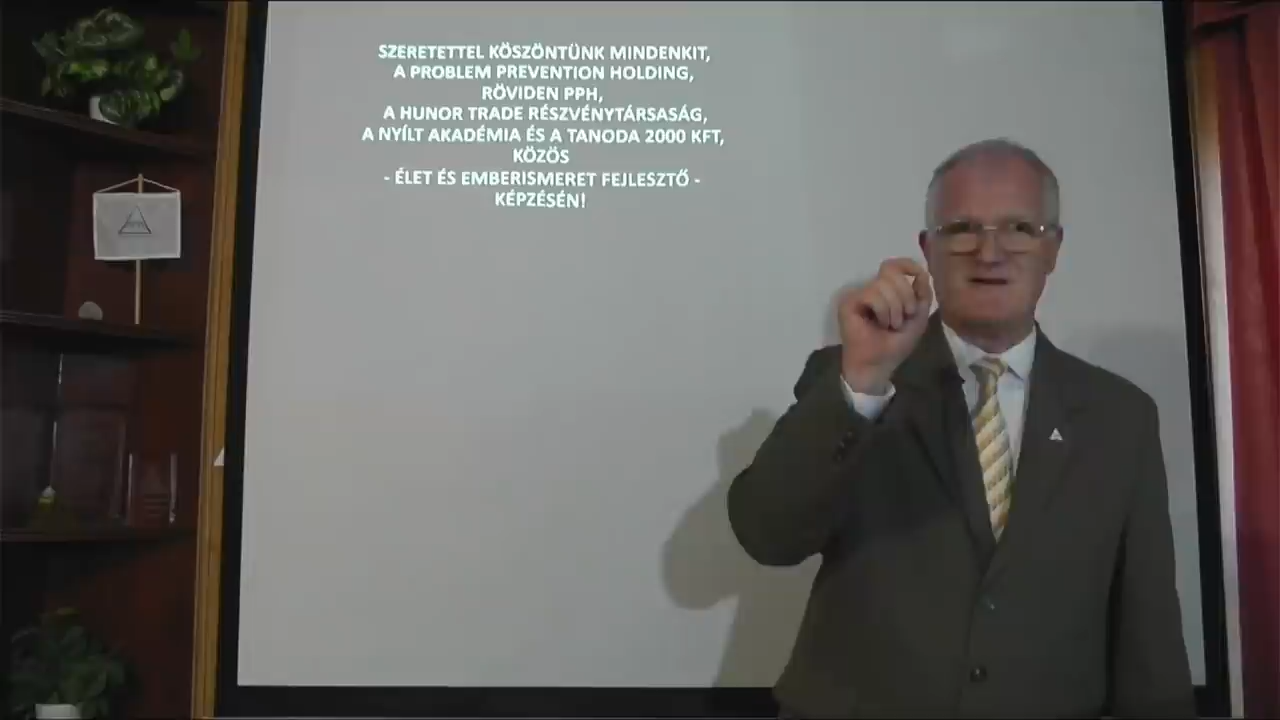 SZERETETTEL KÖSZÖNTÜNK MINDENKIT,
A PROBLEM PREVENTION HOLDING,
RÖVIDEN PPH,
A HUNOR TRADE RÉSZVÉNYTÁRSASÁG,
A NYÍLT AKADÉMIA ÉS A TANODA 2000 KFT,
KÖZÖS
- ÉLET ÉS EMBERISMERET FEJLESZTŐ -
KÉPZÉSÉN!